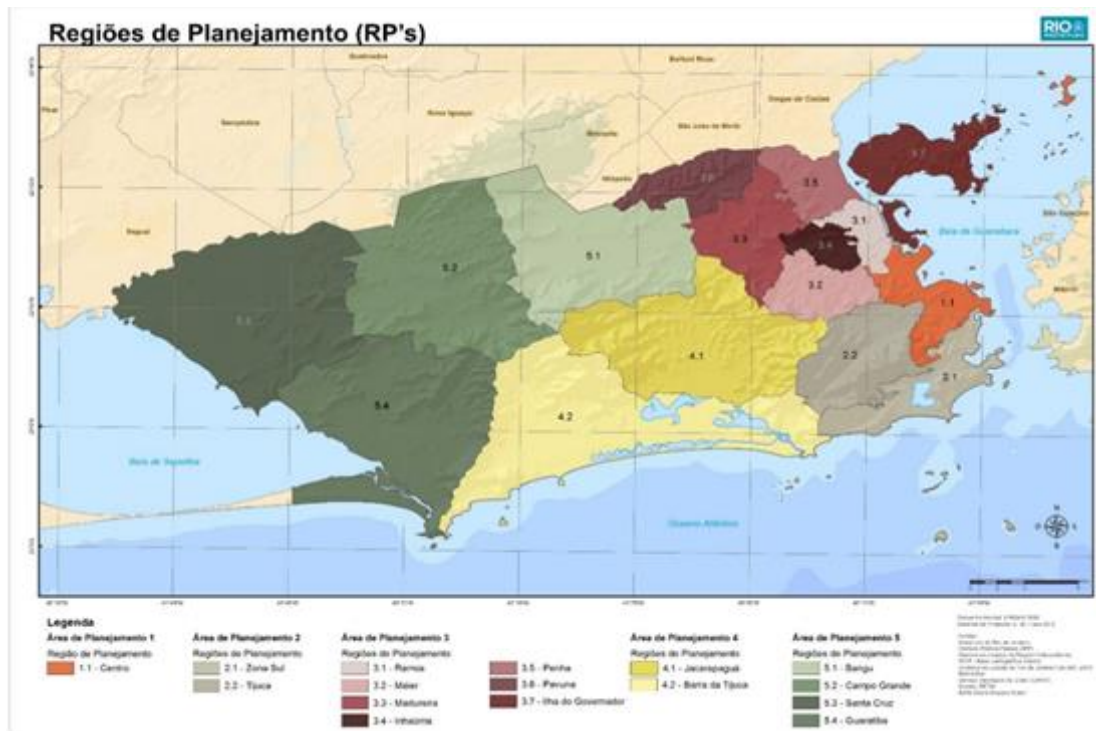 Regiões de Planejamento (RP's)
RIO
PREFEITURA
Queimados
Belford Roxo
Duque de Caxias
Seropédica
Nova Iguaçu
Mesquita
São João de Meriti
Nilópolis
Itaguaí
São Gonçalo
Niterói
Baía de Guanabara
Baía de Sepetiba
Oceano Atlântico
3.7
3.6
3.5
3.1
3.3
3.4
3.2
5.2
5.1
5.3
5.4
4.1
4.2
2.2
2.1
1.1
N
S
Legenda
Área de Planejamento 1
Região de Planejamento
1.1 - Centro
Área de Planejamento 2
Regiões de Planejamento
2.1 - Zona Sul
2.2 - Tijuca
Área de Planejamento 3
Regiões de Planejamento
3.1 - Ramos
3.2 - Méier
3.3 - Madureira
3.4 - Inhaúma
3.5 - Penha
3.6 - Pavuna
3.7 - Ilha do Governador
Área de Planejamento 4
Regiões de Planejamento
4.1 - Jacarepaguá
4.2 - Barra da Tijuca
Área de Planejamento 5
Regiões de Planejamento
5.1 - Bangu
5.2 - Campo Grande
5.3 - Santa Cruz
5.4 - Guaratiba